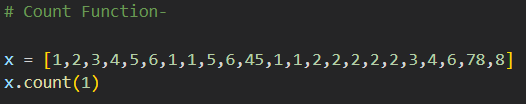 # Count Function-
x = [1,2,3,4,5,6,1,1,5,6,45,1,1,2,2,2,2,2,3,4,6,78,8]
x.count(1)